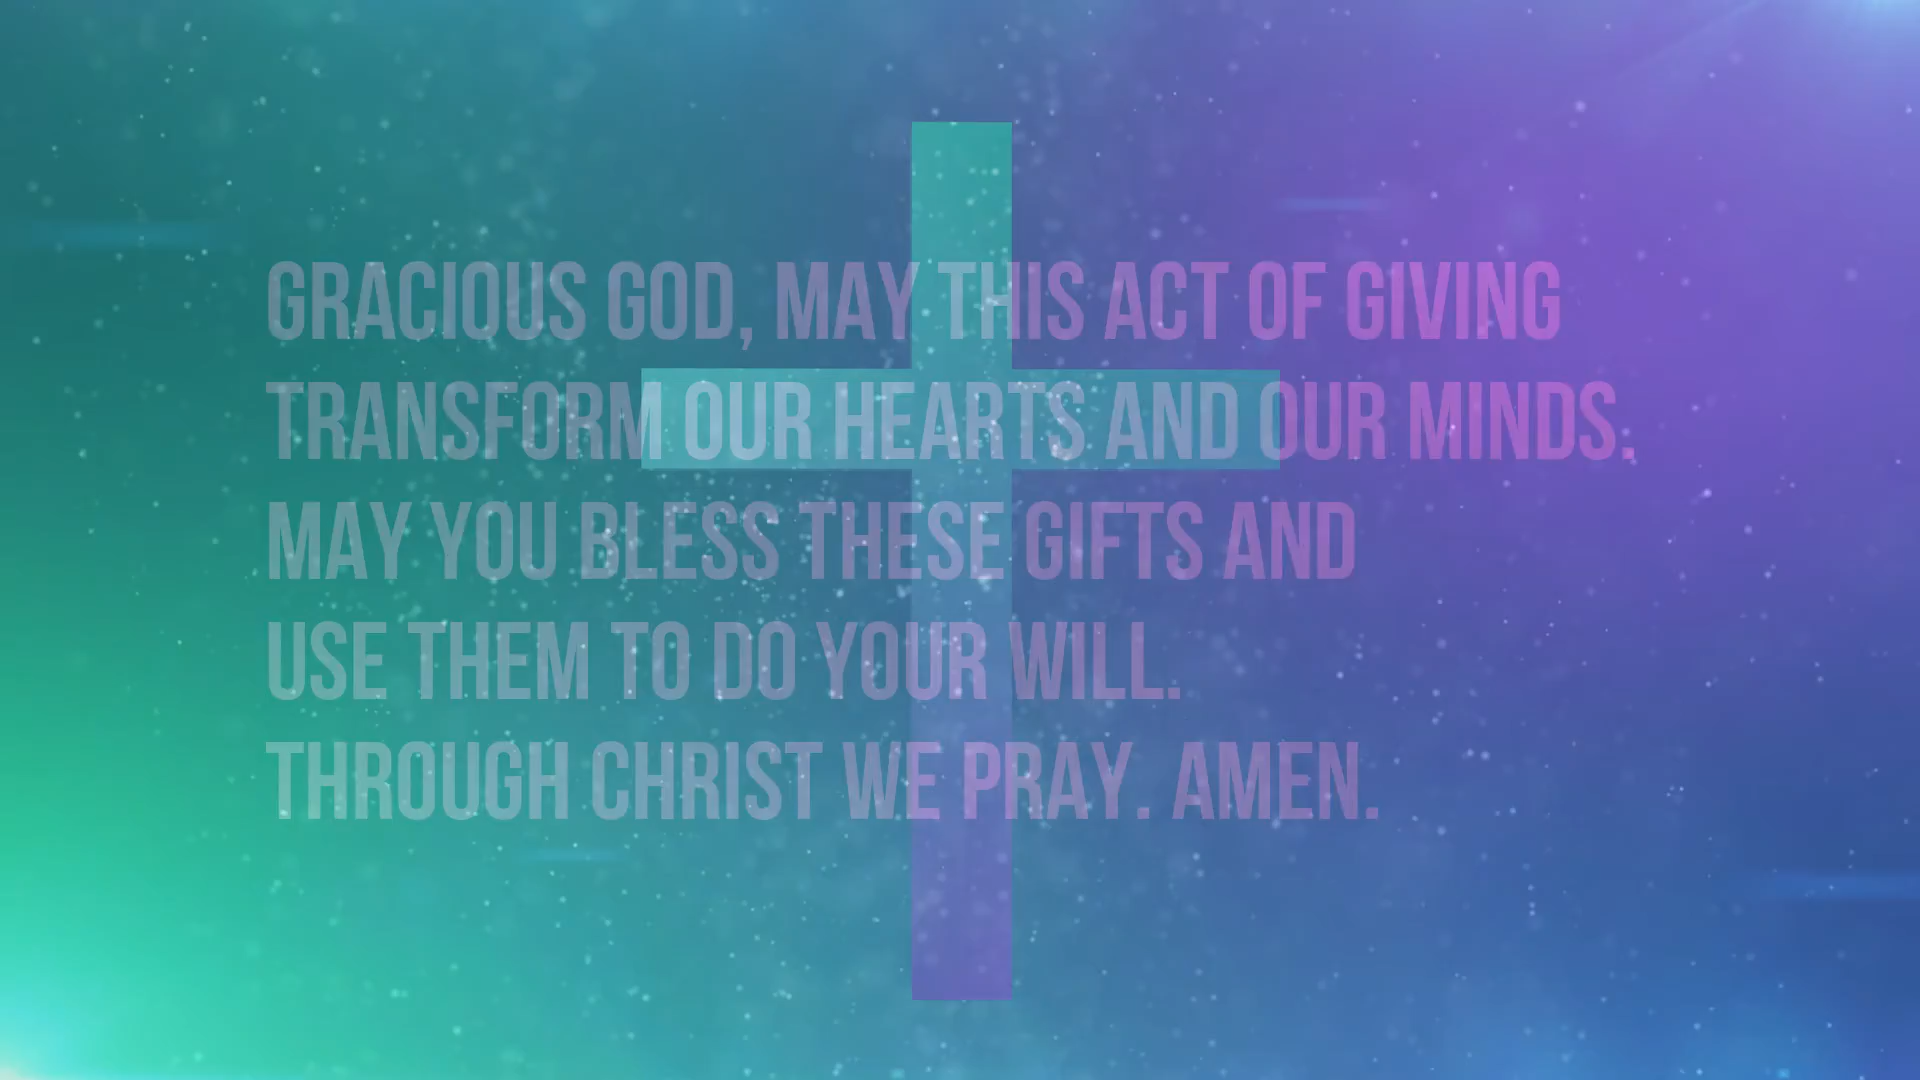 GRACIOUS GOD, MAY THIS ACT OF GIVING
TRANSFORM OUR HEARTS AND OUR MINDS.
MAY YOU BLESS THESE GIFTS AND
USE THEM TO DO YOUR WILL.
THROUGH CHRIST WE PRAY. AMEN.